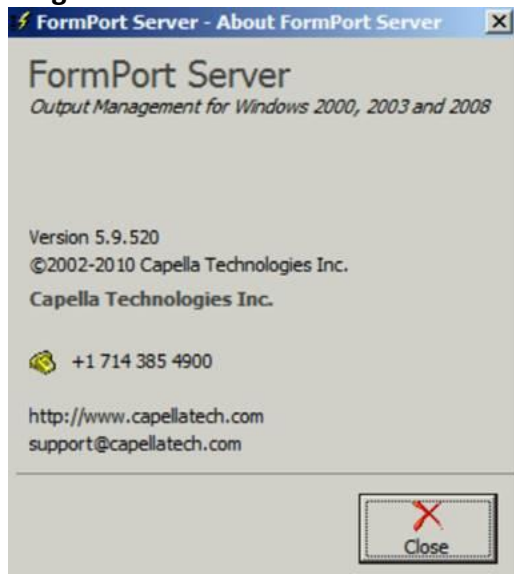 FormPort Server - About FormPort Server
FormPort Server
Output Management for Windows 2000, 2003 and 2008
Version 5.9.520
©2002-2010 Capella Technologies Inc.
Capella Technologies Inc.
+1 714 385 4900
http://www.capellatech.com
support@capellatech.com
Close